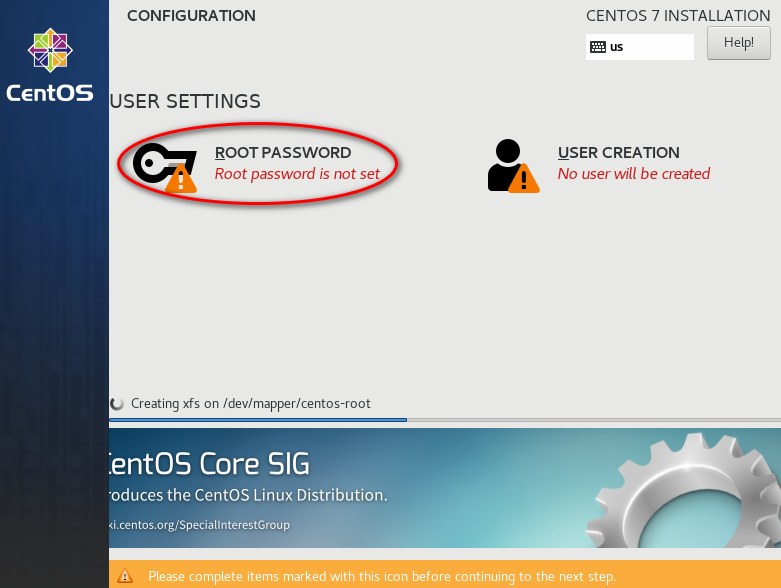 CentOS
CONFIGURATION
CENTOS 7 INSTALLATION
us
Help!
USER SETTINGS
ROOT PASSWORD
Root password is not set
USER CREATION
No user will be created
Creating xfs on /dev/mapper/centos-root
entOS Core SIG
roduces the CentOS Linux Distribution.
ki.centos.org/SpecialInterestGroup
Please complete items marked with this icon before continuing to the next step.